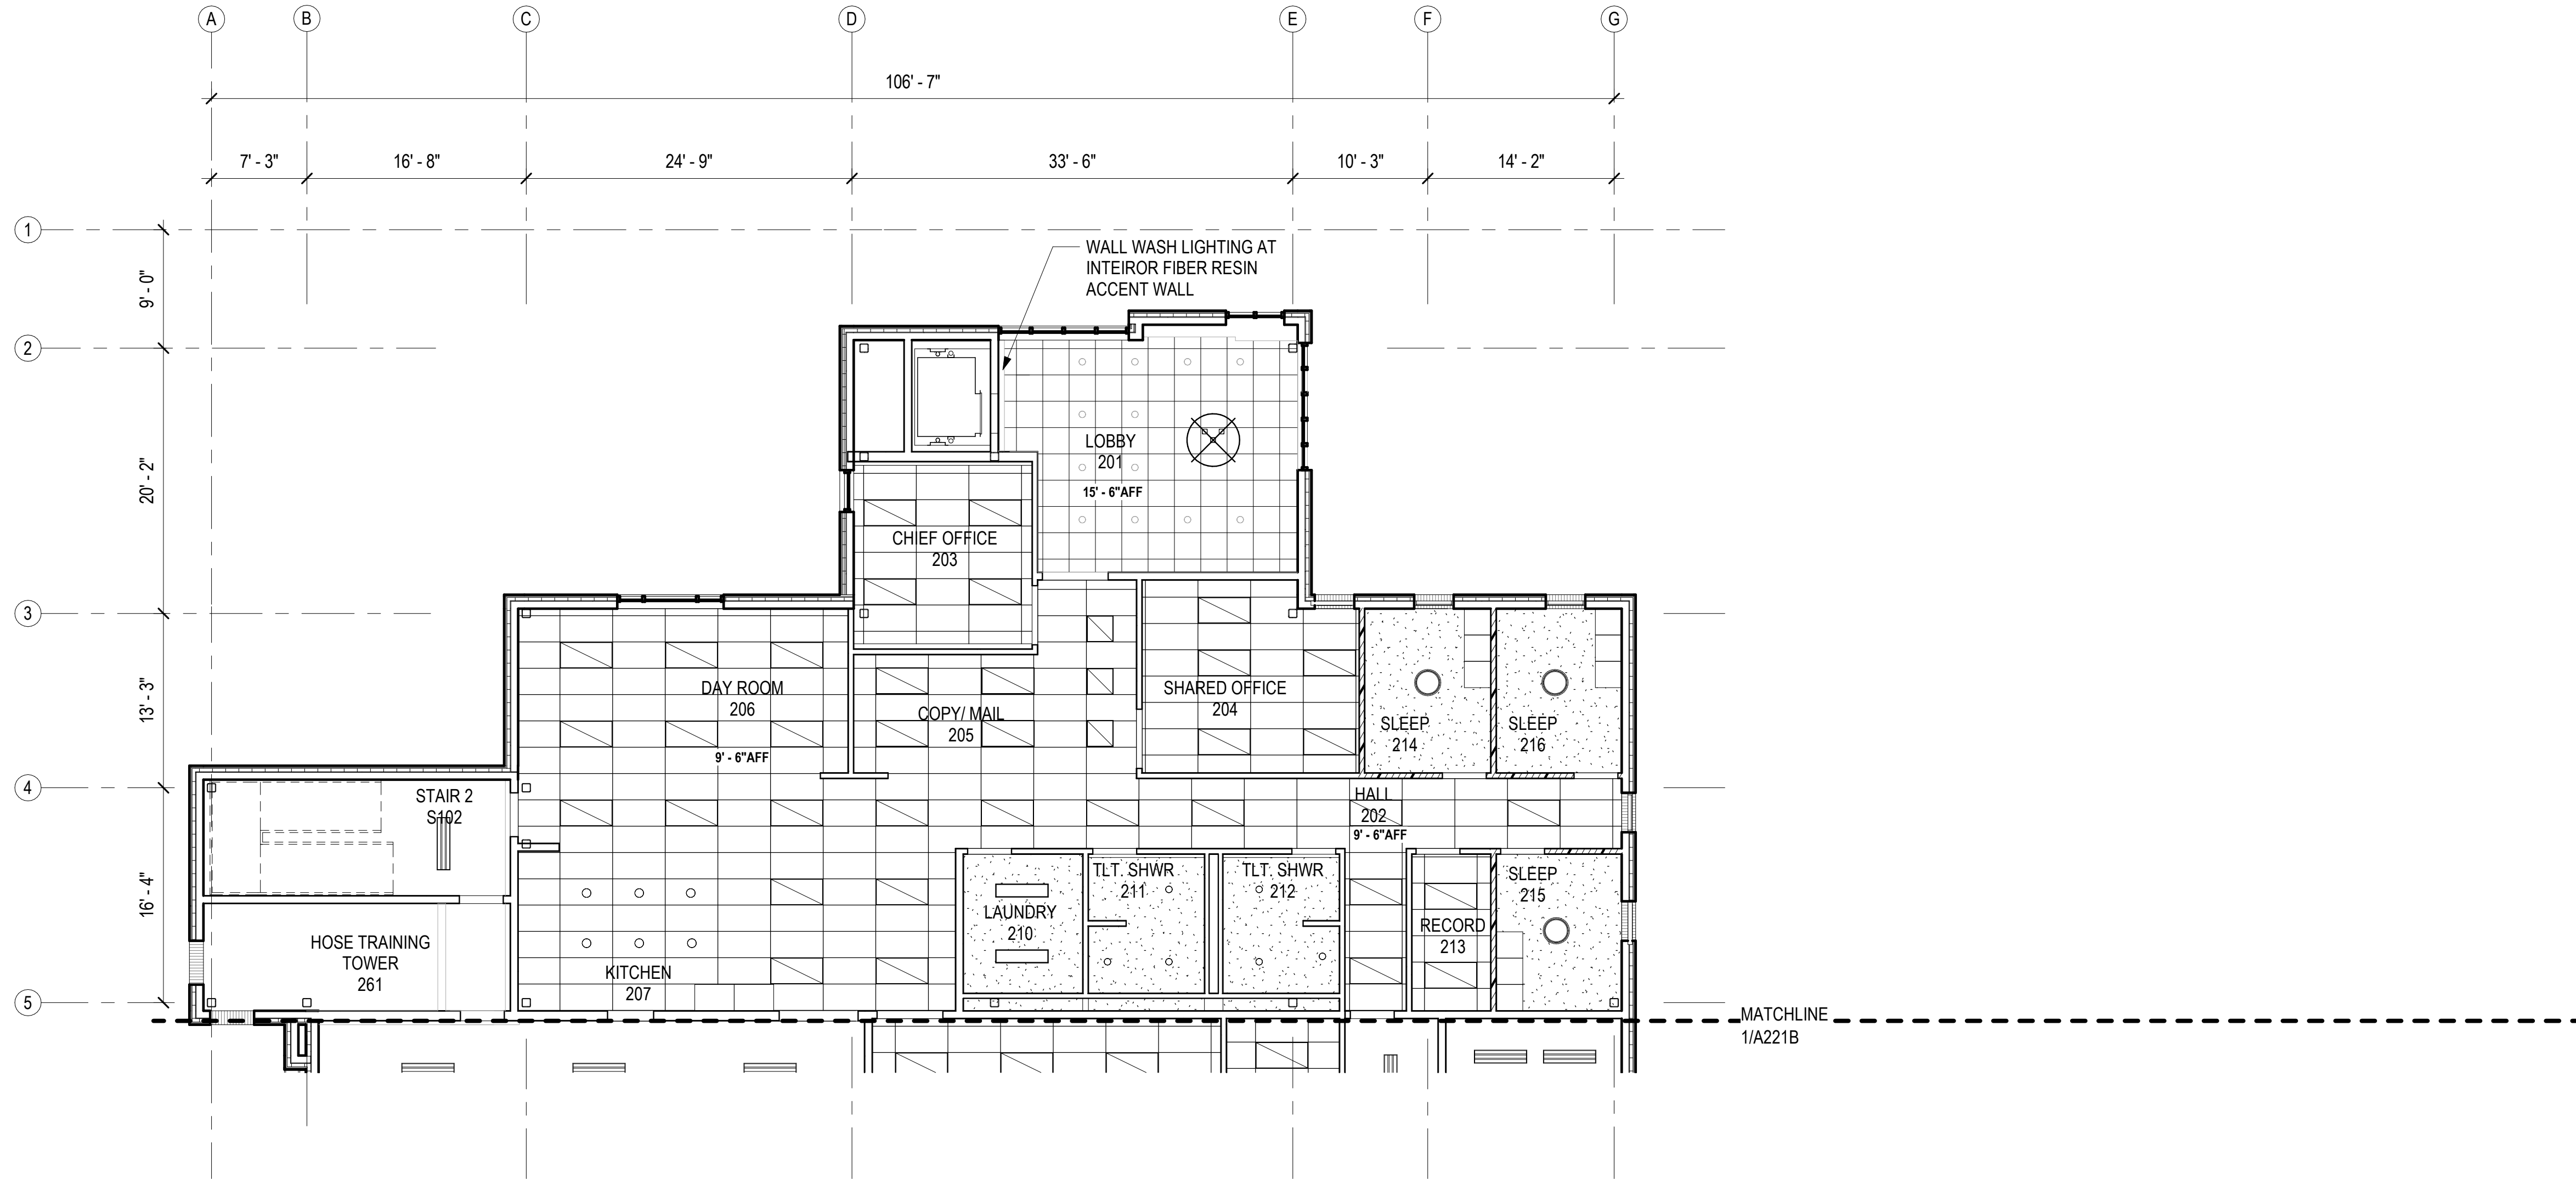 A B C D E F G
106' - 7"
7' - 3" 16' - 8" 24' - 9" 33' - 6" 10' - 3" 14' - 2"
1
9' - 0"
WALL WASH LIGHTING AT
INTEIROR FIBER RESIN
ACCENT WALL
2
20' - 2"
LOBBY
201
15' - 6"AFF
CHIEF OFFICE
203
3
13' - 3"
DAY ROOM
206
9' - 6"AFF
COPY/ MAIL
205
SHARED OFFICE
204
SLEEP
214
SLEEP
216
4
16' - 4"
STAIR 2
S102
HALL
202
9' - 6"AFF
HOSE TRAINING
TOWER
261
KITCHEN
207
LAUNDRY
210
TLT. SHWR
211
TLT. SHWR
212
RECORD
213
SLEEP
215
5
MATCHLINE
1/A221B